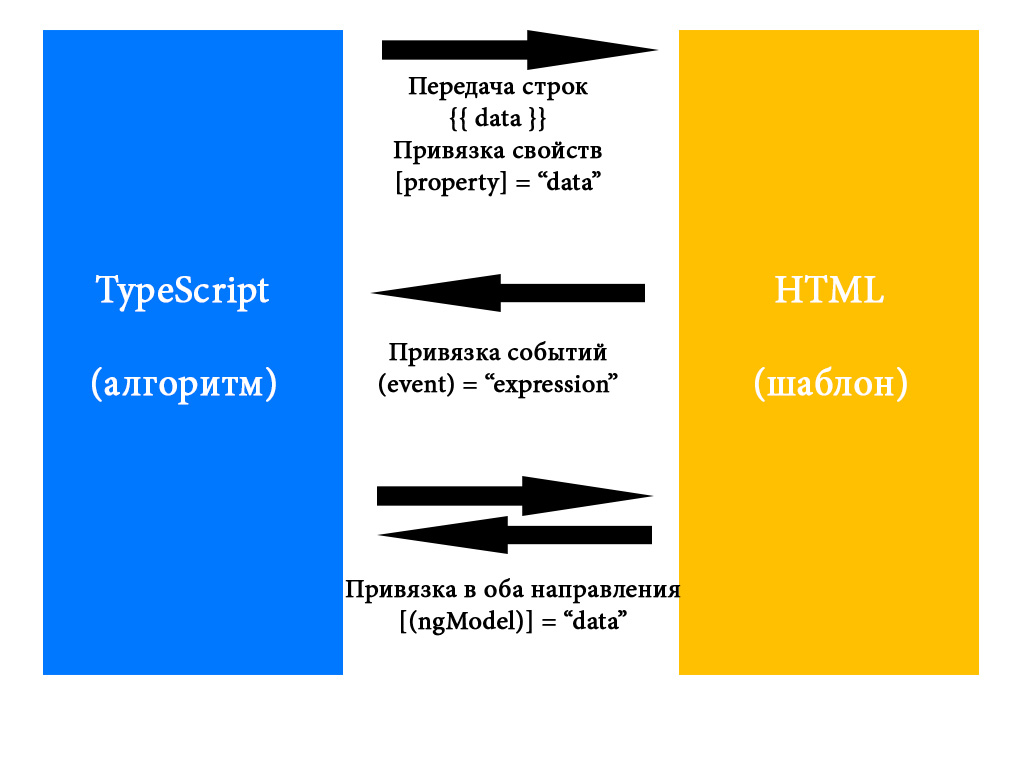 Передача строк
{{ data }}
Привязка свойств
[property] = “data”
TypeScript
(алгоритм)
Привязка событий
(event) = “expression”
HTML
(шаблон)
Привязка в оба направления
[(ngModel)] = “data”